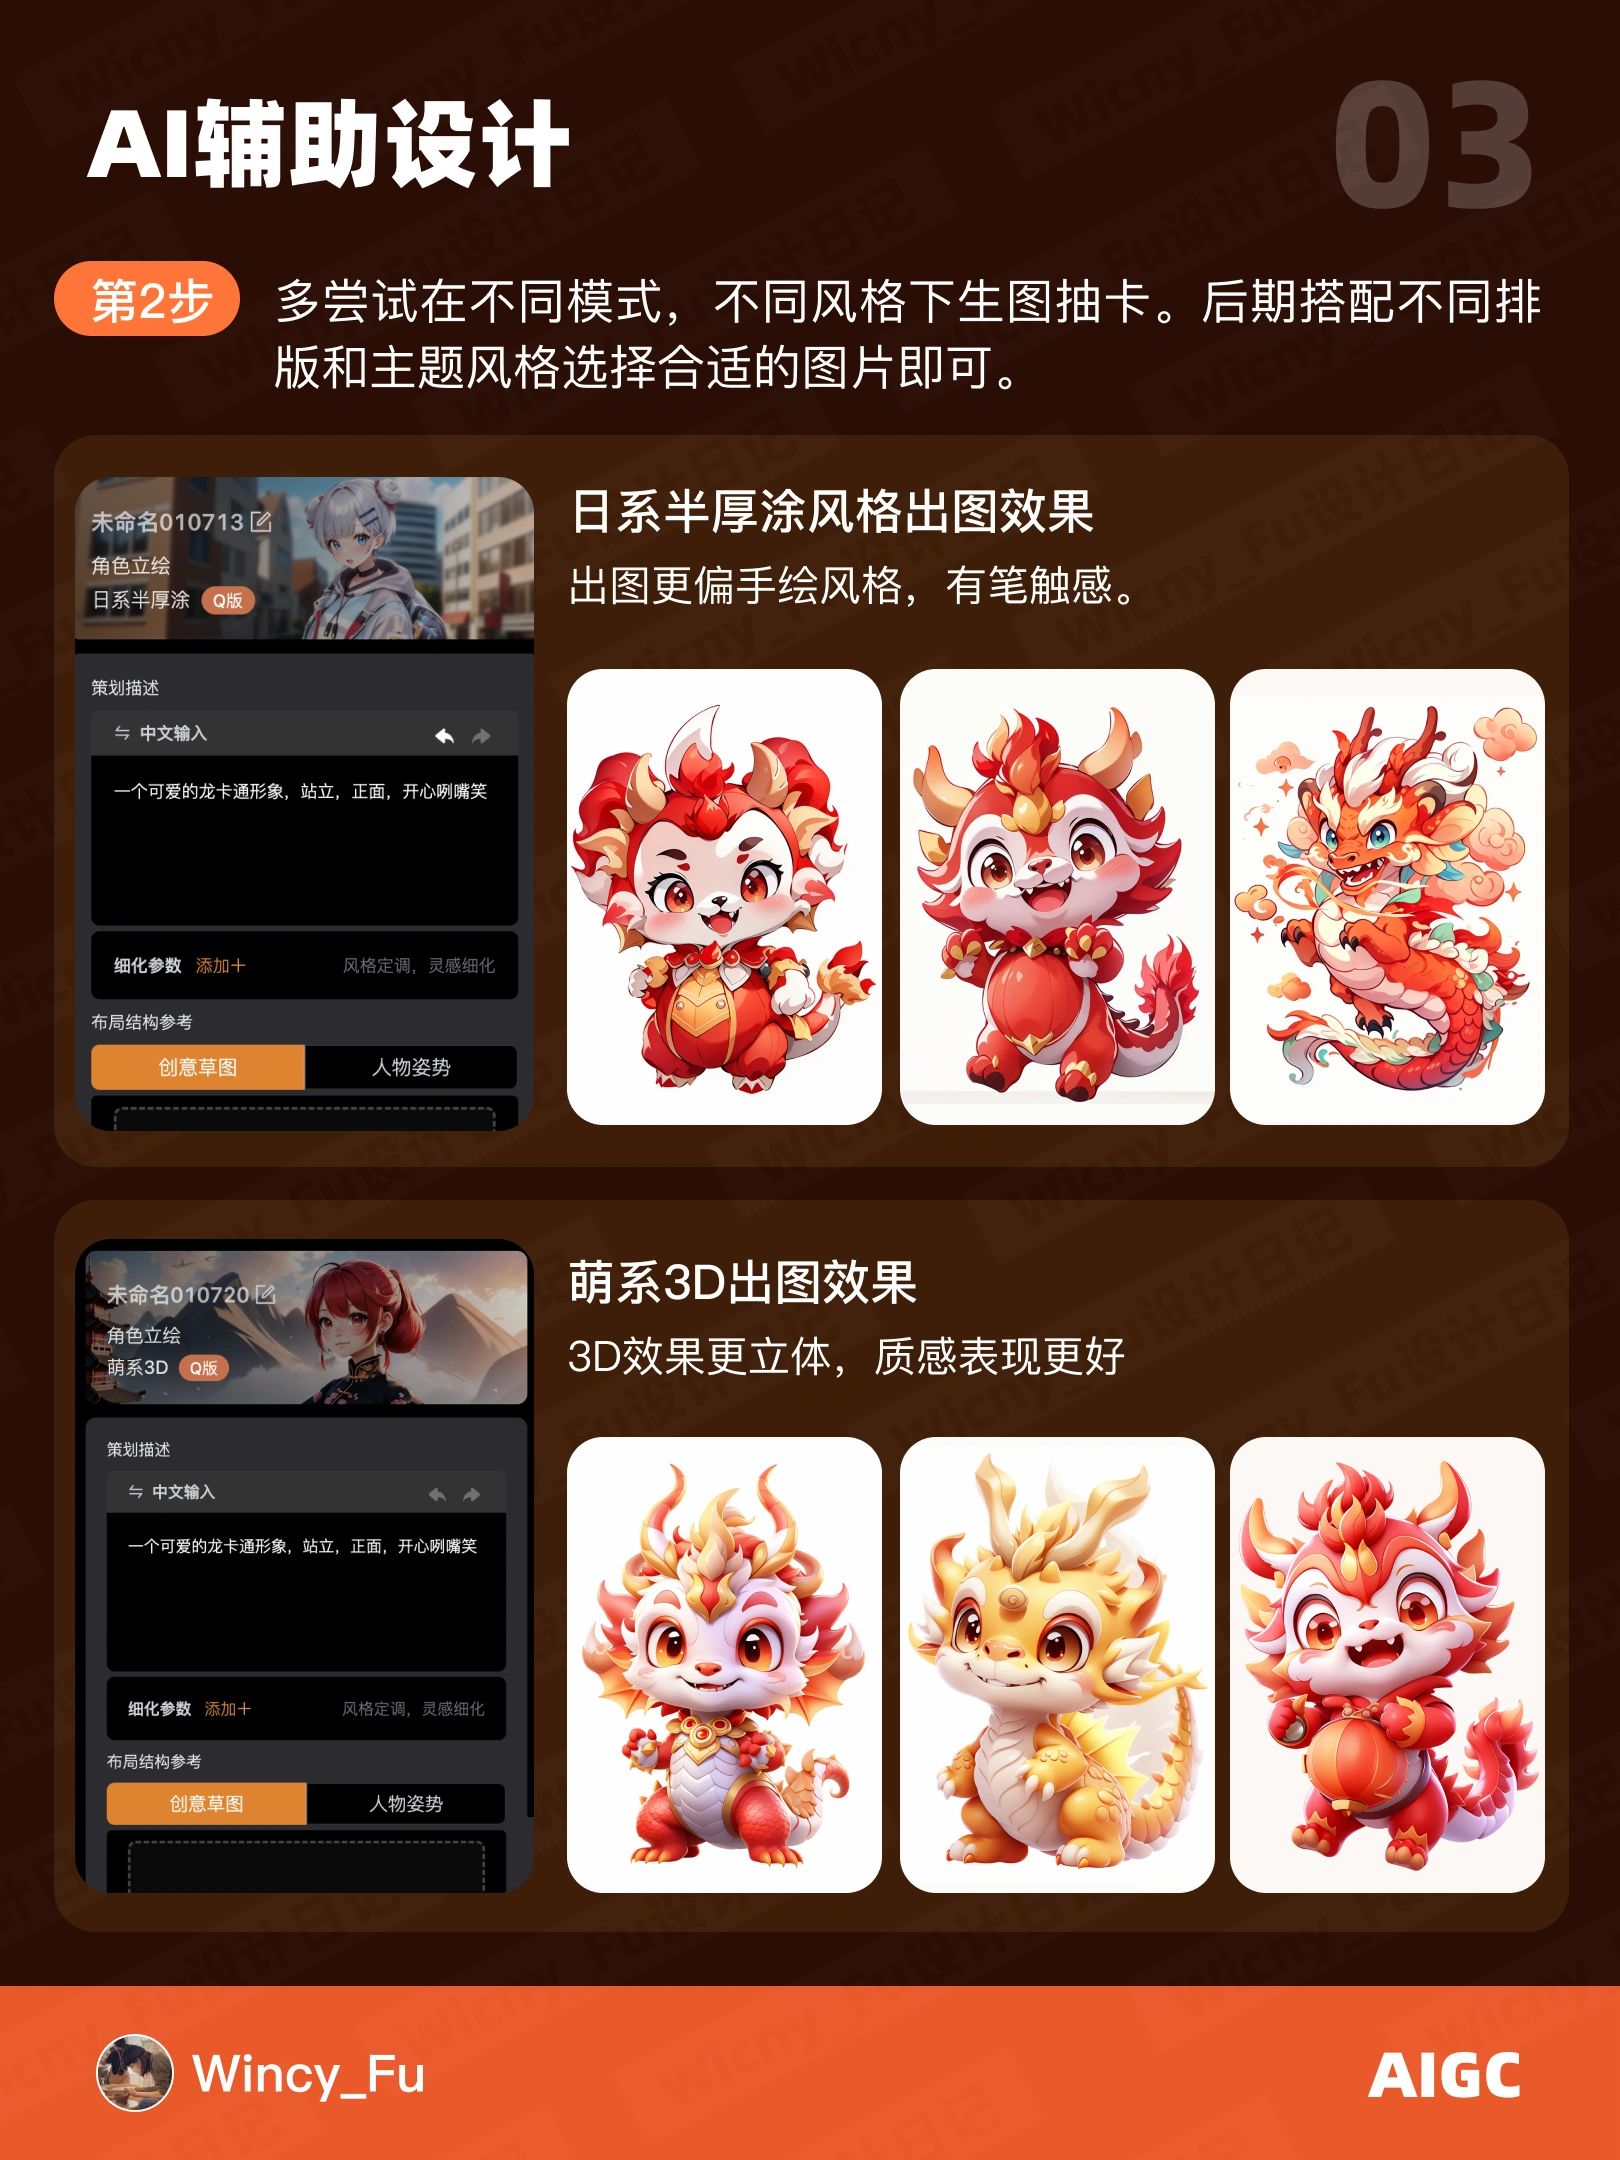 AI辅助设计
03
第2步
多尝试在不同模式，不同风格下生图抽卡。后期搭配不同排
版和主题风格选择合适的图片即可。
未命名010713
角色立绘
日系半厚涂 Q版
策划描述
中文输入
一个可爱的龙卡通形象，站立，正面，开心咧嘴笑
细化参数 添加+ 风格定调，灵感细化
布局结构参考
创意草图 人物姿势
日系半厚涂风格出图效果
出图更偏手绘风格，有笔触感。
未命名010720
角色立绘
萌系3D Q版
策划描述
中文输入
一个可爱的龙卡通形象，站立，正面，开心咧嘴笑
细化参数 添加+ 风格定调，灵感细化
布局结构参考
创意草图 人物姿势
萌系3D出图效果
3D效果更立体，质感表现更好
Wincy_Fu
AIGC
Wicny_Fu设计日记